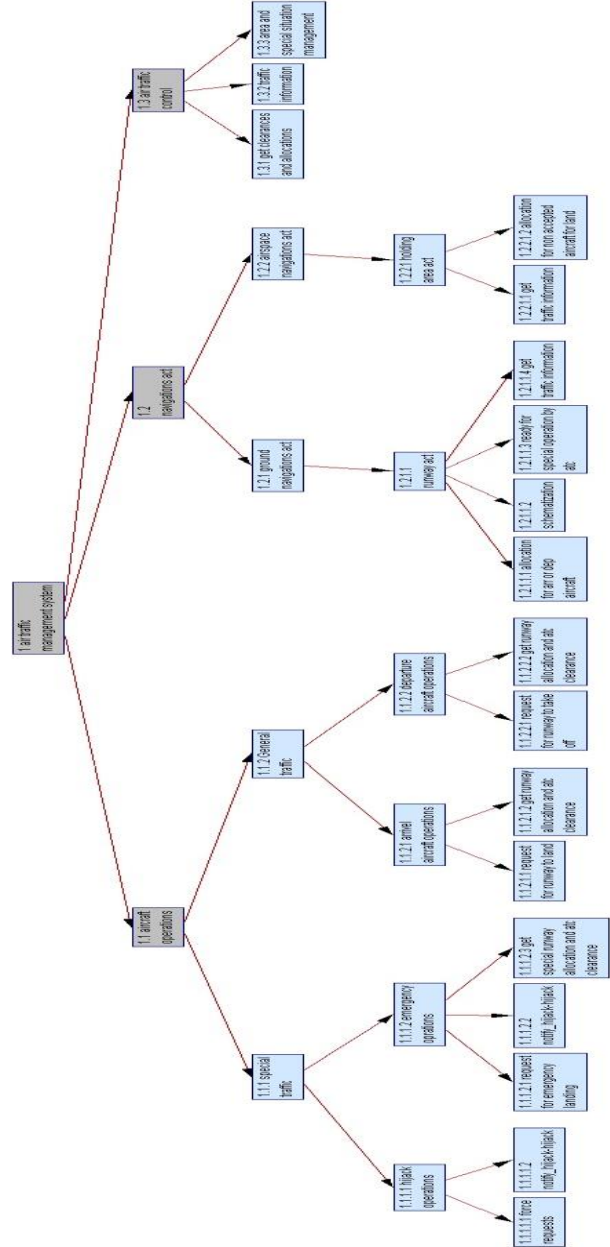 1 air traffic
management system
1.1 aircraft
operations
1.2
navigations act
1.3 air traffic
control
1.1.1 special
traffic
1.1.2 General
traffic
1.2.1 ground
navigations act
1.2.2 airspace
navigations act
1.3.1 get clearances
and allocations
1.3.2 traffic
information
1.3.3 area and
special situation
management
1.1.1.1 hijack
operations
1.1.1.2 emergency
oprations
1.1.2.1 arrivel
aircraft operations
1.1.2.2 departure
aircraft operations
1.2.1.1
runway act
1.2.2.1 holding
area act
1.1.1.1.1 force
requests
1.1.1.1.2
notify_hijack-hijack
1.1.1.2.1 request
for emergency
landing
1.1.1.2.2
notify_hijack-hijack
1.1.1.2.3 get
special runway
allocation and atc
clearance
1.1.2.1.1 request
for runway to land
1.1.2.1.2 get runway
allocation and atc
clearance
1.1.2.2.1 request
for runway to take
off
1.1.2.2.2 get runway
allocation and atc
clearance
1.2.1.1.1 allocation
for arr or dep
aircraft
1.2.1.1.2
schematization
1.2.1.1.3 ready for
special operation by
atc
1.2.1.1.4 get
traffic information
1.2.2.1.1 get
traffic information
1.2.2.1.2 allocation
for non accepted
aircraft for land